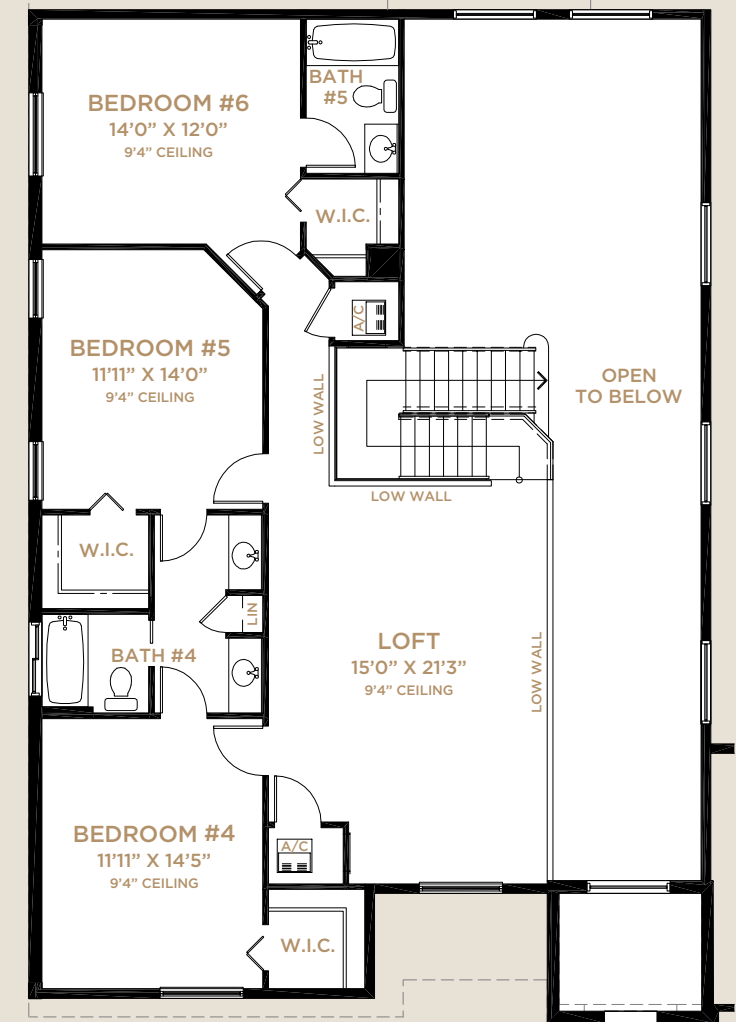 BATH
#5
BEDROOM #6
14’0” X 12’0”
9’4” CEILING
W.I.C.
A/C
BEDROOM #5
11’11” X 14’0”
9’4” CEILING
OPEN
TO BELOW
LOW WALL
LOW WALL
W.I.C.
LIN
BATH #4
LOFT
15’0” X 21’3”
9’4” CEILING
LOW WALL
BEDROOM #4
11’11” X 14’5”
9’4” CEILING
A/C
W.I.C.